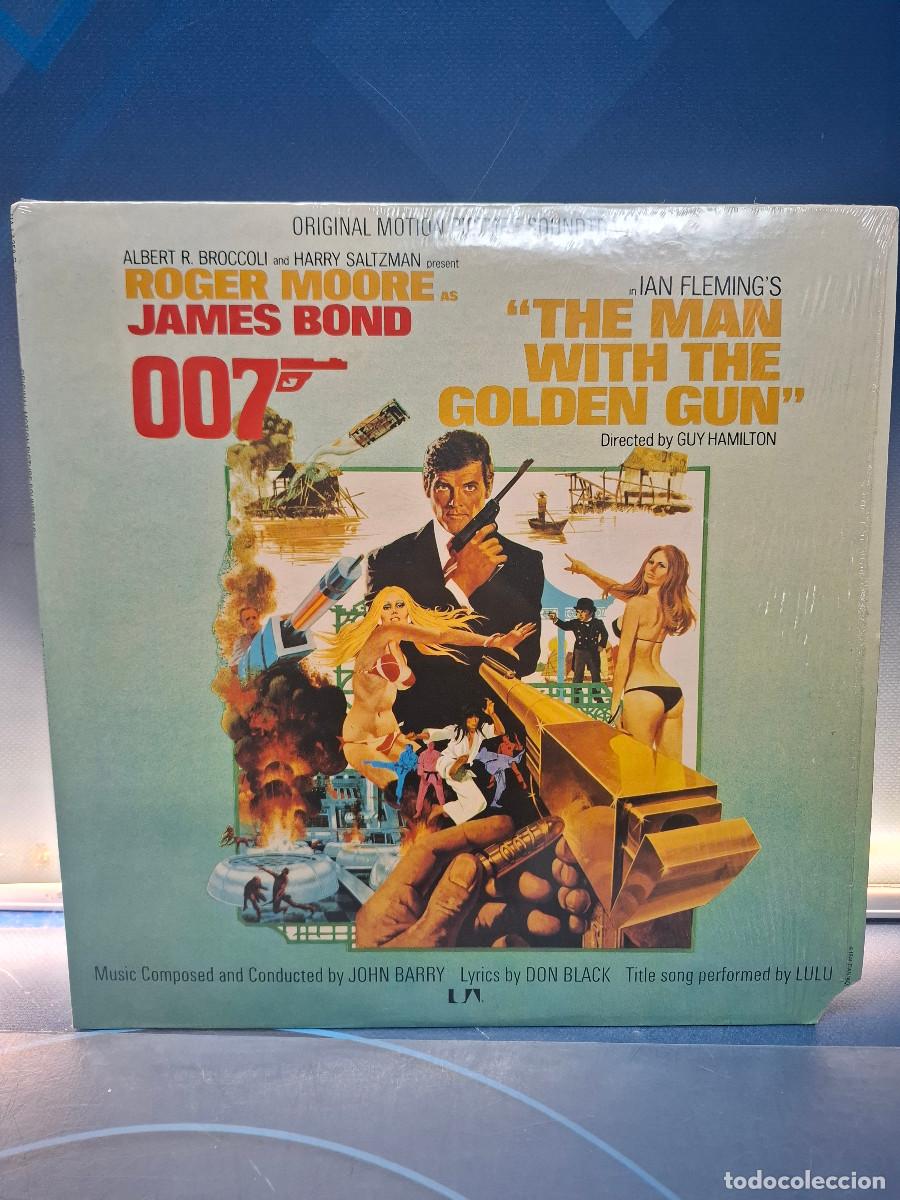 ORIGINAL MOTION PICTURE SOUNDT
ALBERT R. BROCCOLI and HARRY SALTZMAN present
ROGER MOORE AS
JAMES BOND
007
in IAN FLEMING'S
"THE MAN
WITH THE
GOLDEN GUN"
Directed by GUY HAMILTON
Music Composed and Conducted by JOHN BARRY Lyrics by DON BLACK Title song performed by LULU
UA
todocoleccion